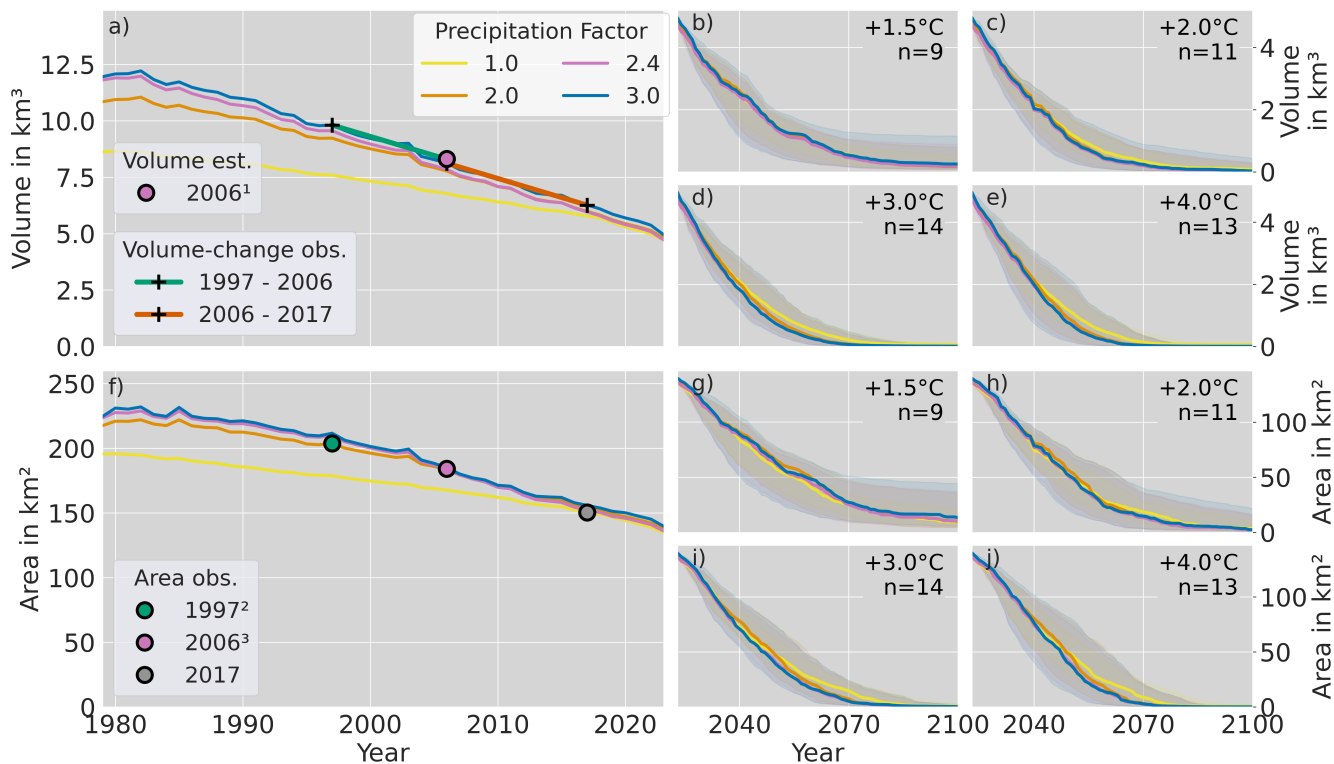 a)
Precipitation Factor
1.0
2.4
2.0
3.0
12.5
10.0
7.5
5.0
2.5
0.0
Volume in km³
Volume est.
2006¹
Volume-change obs.
1997 - 2006
2006 - 2017
b)
+1.5°C
n=9
c)
+2.0°C
n=11
4
2
0
Volume
in km³
d)
+3.0°C
n=14
e)
+4.0°C
n=13
4
2
0
Volume
in km³
f)
250
200
150
100
50
0
Area in km²
Area obs.
1997²
2006³
2017
1980
1990
2000
2010
2020
Year
g)
+1.5°C
n=9
h)
+2.0°C
n=11
100
50
0
Area in km²
i)
+3.0°C
n=14
j)
+4.0°C
n=13
100
50
0
Area in km²
2040
2070
2100
2040
2070
2100
Year